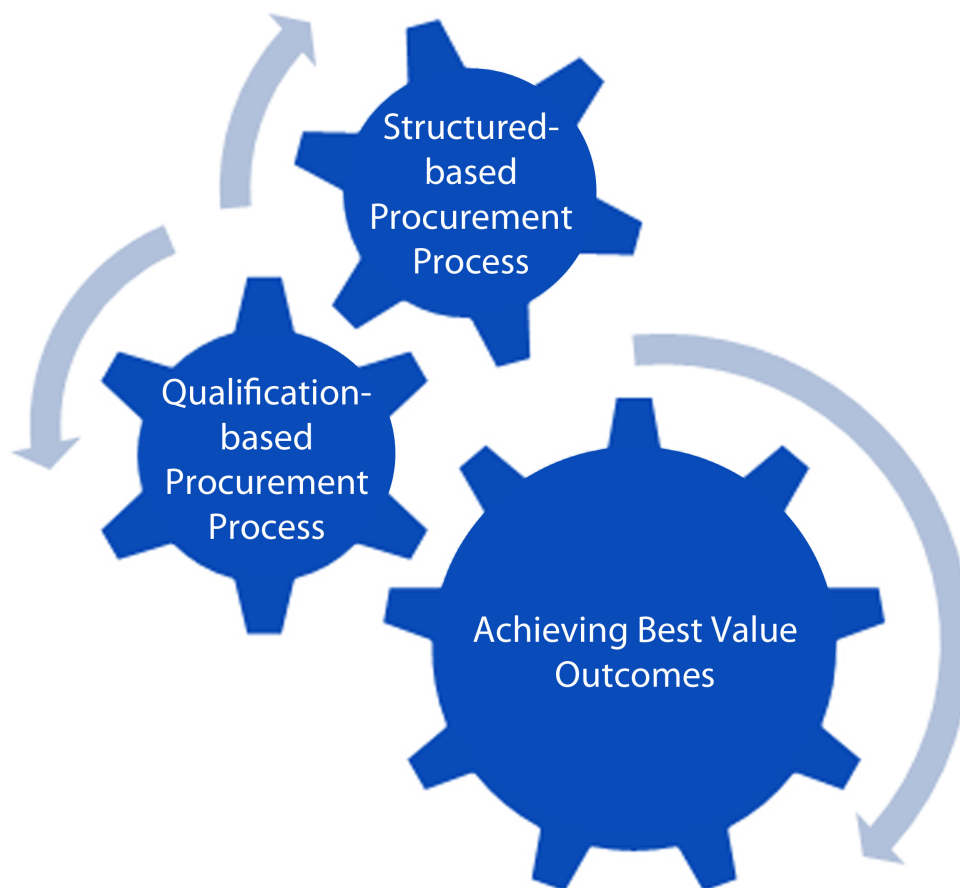 Structured-
based
Procurement
Process
Qualification-
based
Procurement
Process
Achieving Best Value
Outcomes